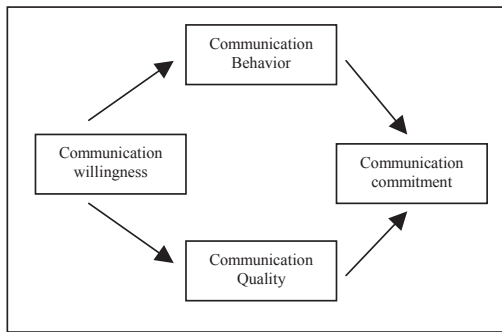 Communication
Behavior
Communication
willingness
Communication
commitment
Communication
Quality